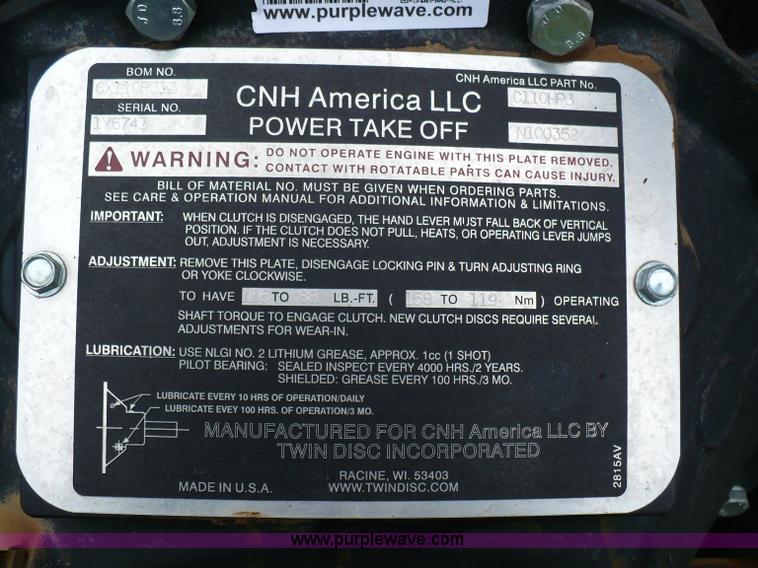 www.purplewave.com
BOM NO.
SERIAL NO.
1Y6743
CNH America LLC
POWER TAKE OFF
CNH America LLC PART No.
C110HP3
N100352
WARNING: DO NOT OPERATE ENGINE WITH THIS PLATE REMOVED.
CONTACT WITH ROTATABLE PARTS CAN CAUSE INJURY.
BILL OF MATERIAL NO. MUST BE GIVEN WHEN ORDERING PARTS.
SEE CARE & OPERATION MANUAL FOR ADDITIONAL INFORMATION & LIMITATIONS.
IMPORTANT: WHEN CLUTCH IS DISENGAGED, THE HAND LEVER MUST FALL BACK OF VERTICAL
POSITION. IF THE CLUTCH DOES NOT PULL, HEATS, OR OPERATING LEVER JUMPS
OUT, ADJUSTMENT IS NECESSARY.
ADJUSTMENT: REMOVE THIS PLATE, DISENGAGE LOCKING PIN & TURN ADJUSTING RING
OR YOKE CLOCKWISE.
TO HAVE TO LB.-FT. ( TO 119 Nm ) OPERATING
SHAFT TORQUE TO ENGAGE CLUTCH. NEW CLUTCH DISCS REQUIRE SEVERAL
ADJUSTMENTS FOR WEAR-IN.
LUBRICATION: USE NLGI NO. 2 LITHIUM GREASE, APPROX. 1cc (1 SHOT)
PILOT BEARING: SEALED INSPECT EVERY 4000 HRS./2 YEARS.
SHIELDED: GREASE EVERY 100 HRS./3 MO.
LUBRICATE EVERY 10 HRS OF OPERATION/DAILY
LUBRICATE EVEY 100 HRS. OF OPERATION/3 MO.
MANUFACTURED FOR CNH America LLC BY
TWIN DISC INCORPORATED
RACINE, WI. 53403
MADE IN U.S.A. WWW.TWINDISC.COM
2815AV
www.purplewave.com